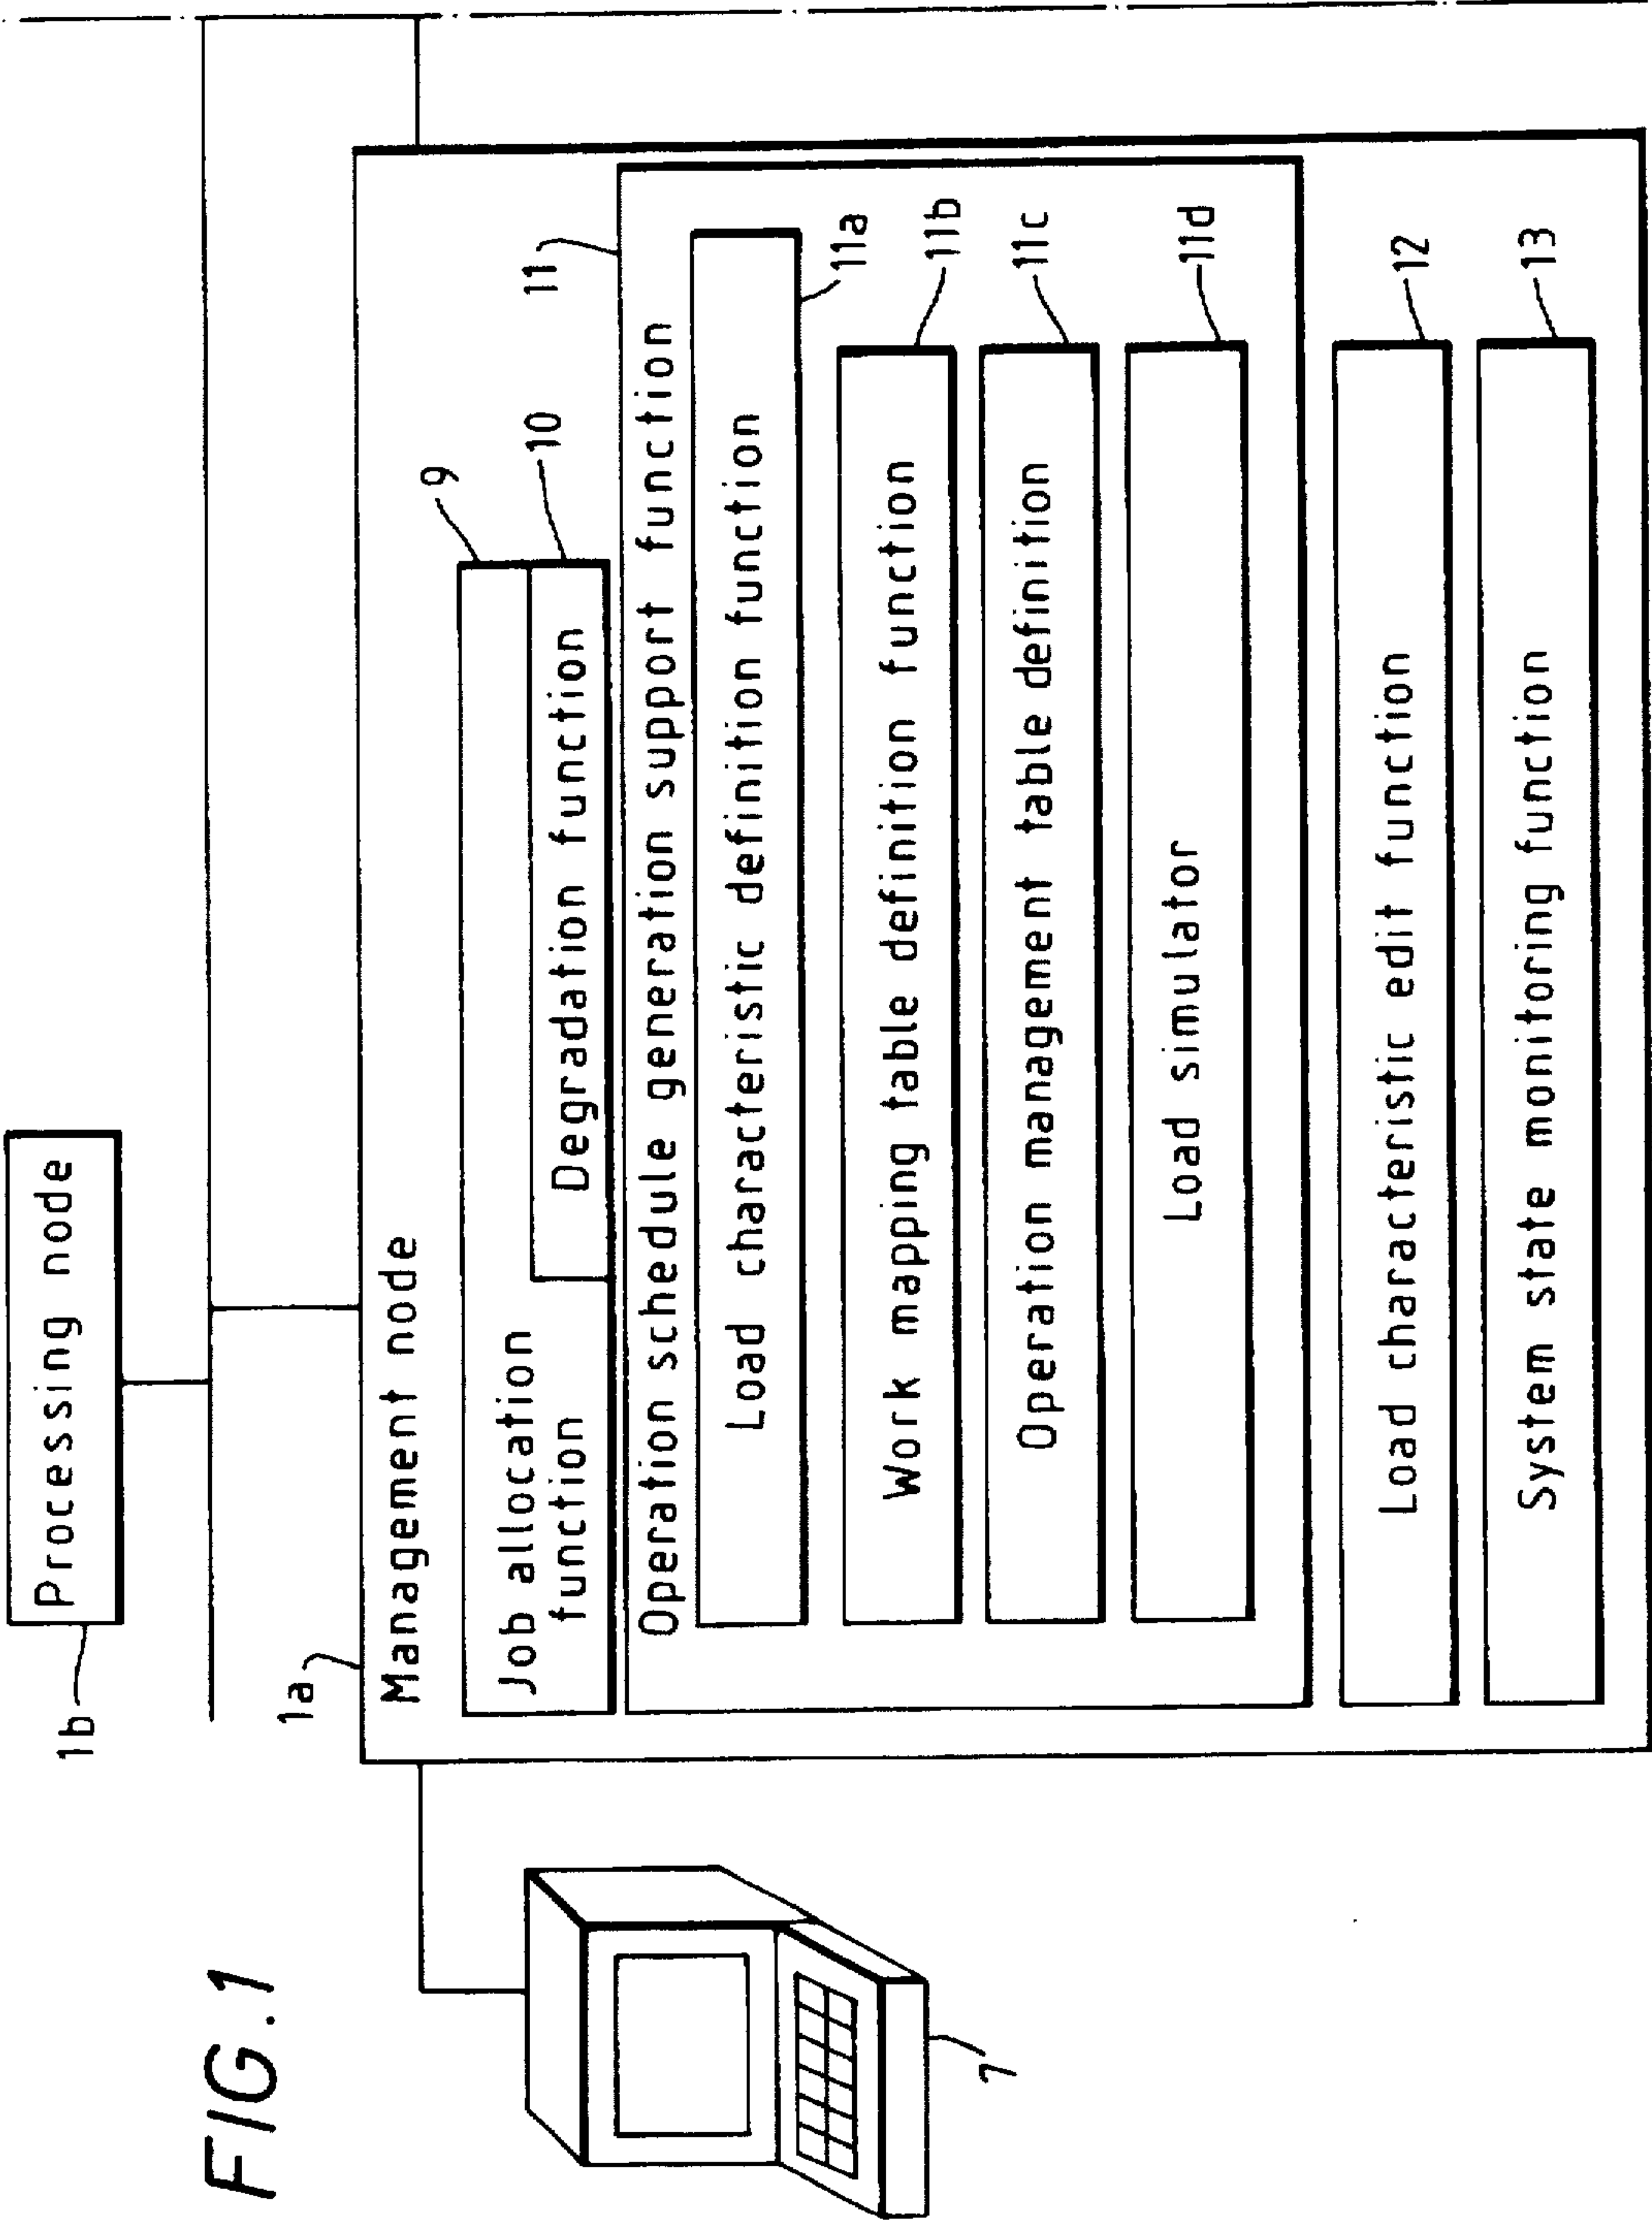 FIG. 1
1b
Processing node
1a
Management node
9
10
Job allocation
function
Degradation function
11
Operation schedule generation support function
Load characteristic definition function
11a
Work mapping table definition function
11b
Operation management table definition
11c
Load simulator
11d
Load characteristic edit function
12
System state monitoring function
13
7